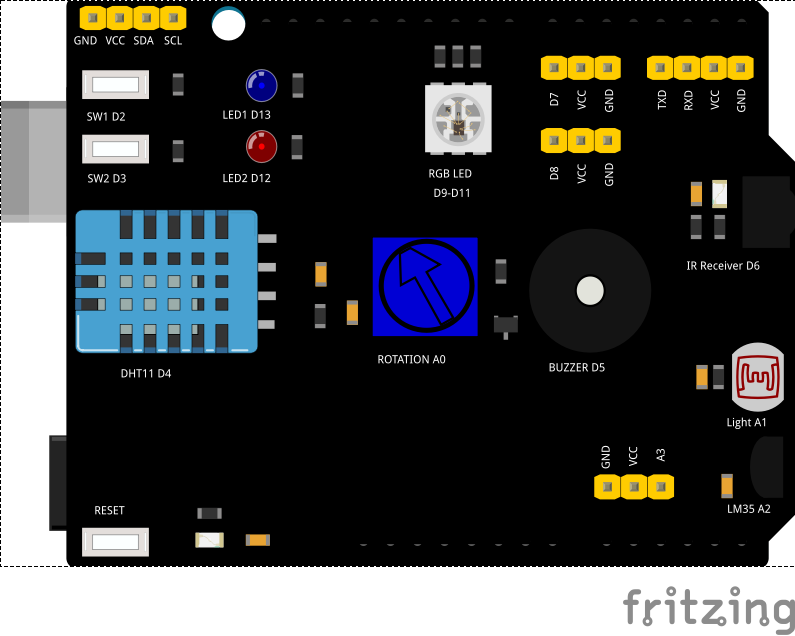 GND VCC SDA SCL
SW1 D2
LED1 D13
SW2 D3
LED2 D12
RGB LED
D9-D11
D7 VCC GND
TXD RXD VCC GND
D8 VCC GND
IR Receiver D6
DHT11 D4
ROTATION A0
BUZZER D5
Light A1
GND VCC A3
LM35 A2
RESET
fritzing